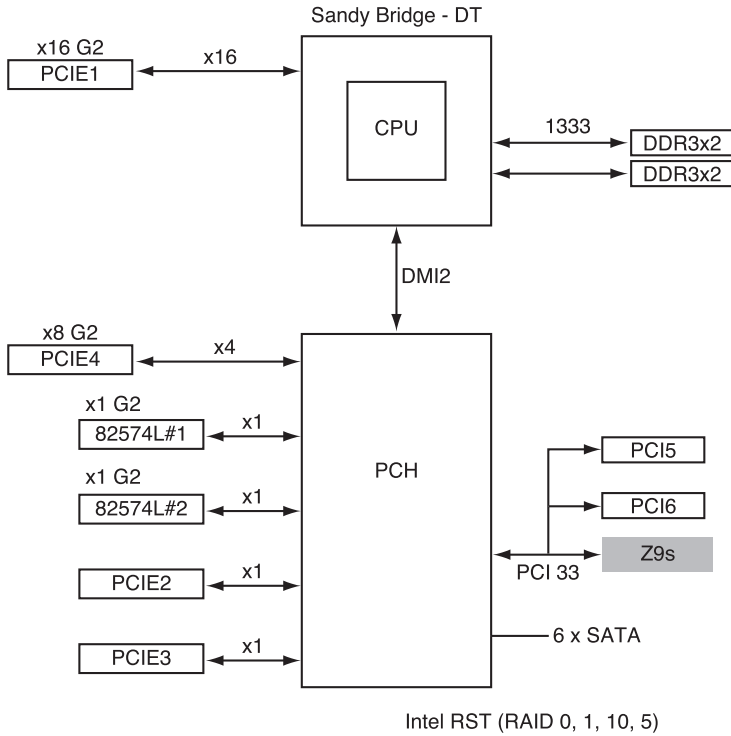 Sandy Bridge - DT
x16 G2
PCIE1
x16
CPU
1333
DDR3x2
DDR3x2
DMI2
x8 G2
PCIE4
x4
x1 G2
82574L#1
x1
x1 G2
82574L#2
x1
PCH
PCI5
PCI6
Z9s
PCI 33
PCIE2
x1
6 x SATA
PCIE3
x1
Intel RST (RAID 0, 1, 10, 5)